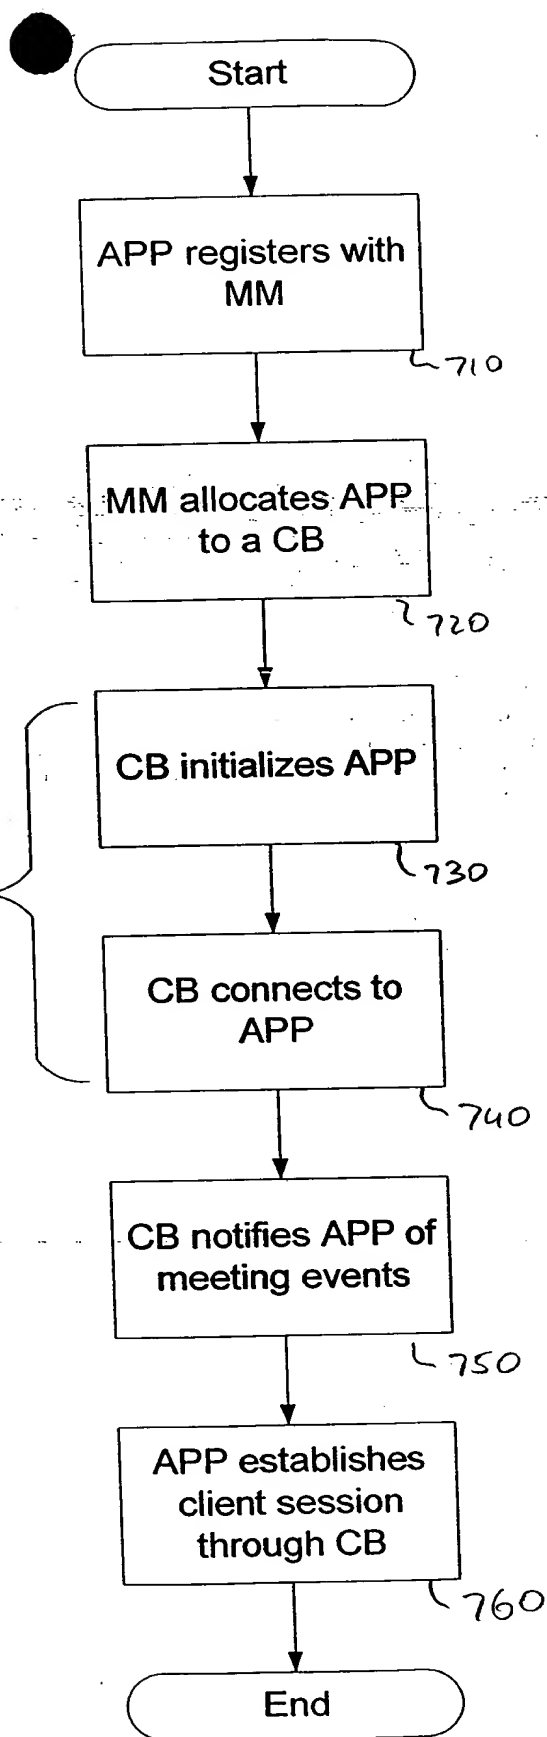 Start
APP registers with
MM
710
MM allocates APP
to a CB
720
CB initializes APP
730
CB connects to
APP
740
CB notifies APP of
meeting events
750
APP establishes
client session
through CB
760
End